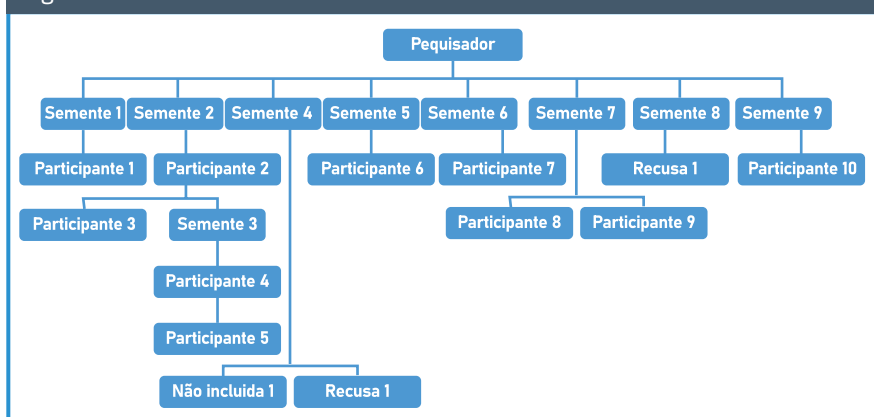 Pequisador
Semente 1
Semente 2
Semente 4
Semente 5
Semente 6
Semente 7
Semente 8
Semente 9
Participante 1
Participante 2
Participante 6
Participante 7
Recusa 1
Participante 10
Participante 3
Semente 3
Participante 8
Participante 9
Participante 4
Participante 5
Não incluida 1
Recusa 1